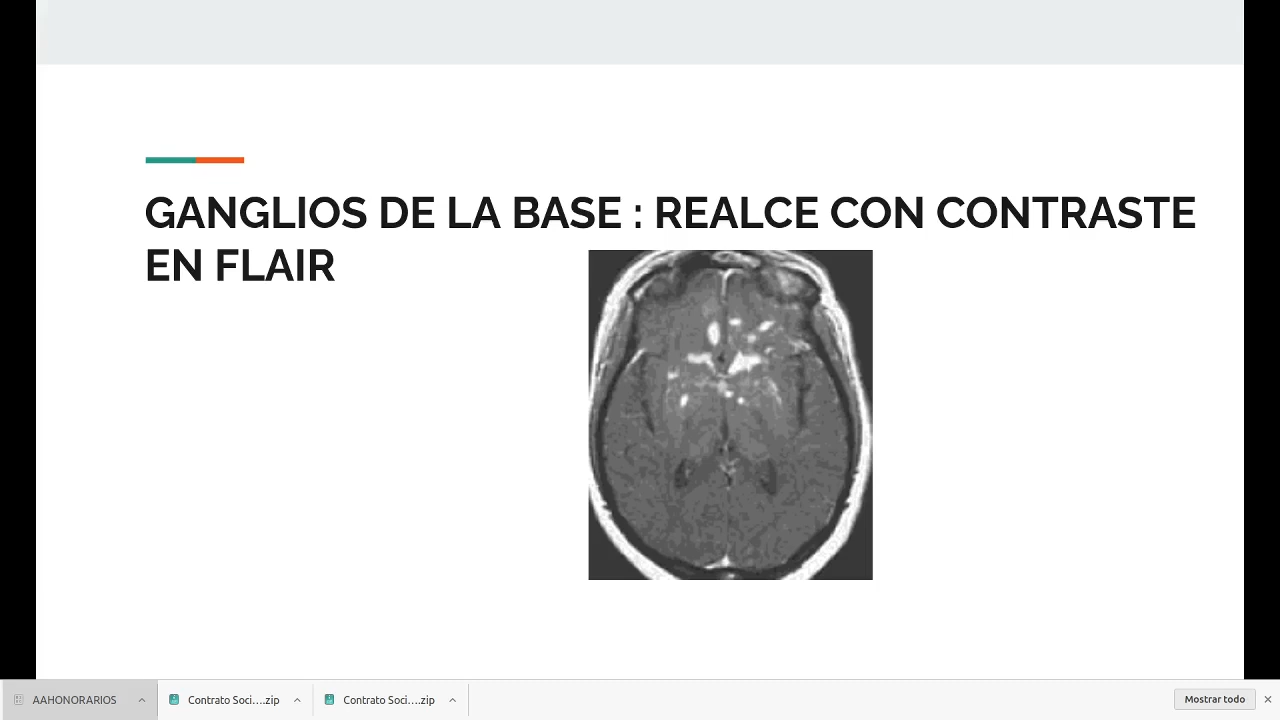 GANGLIOS DE LA BASE : REALCE CON CONTRASTE
EN FLAIR
AAHONORARIOS
Contrato Soci....zip
Contrato Soci....zip
Mostrar todo